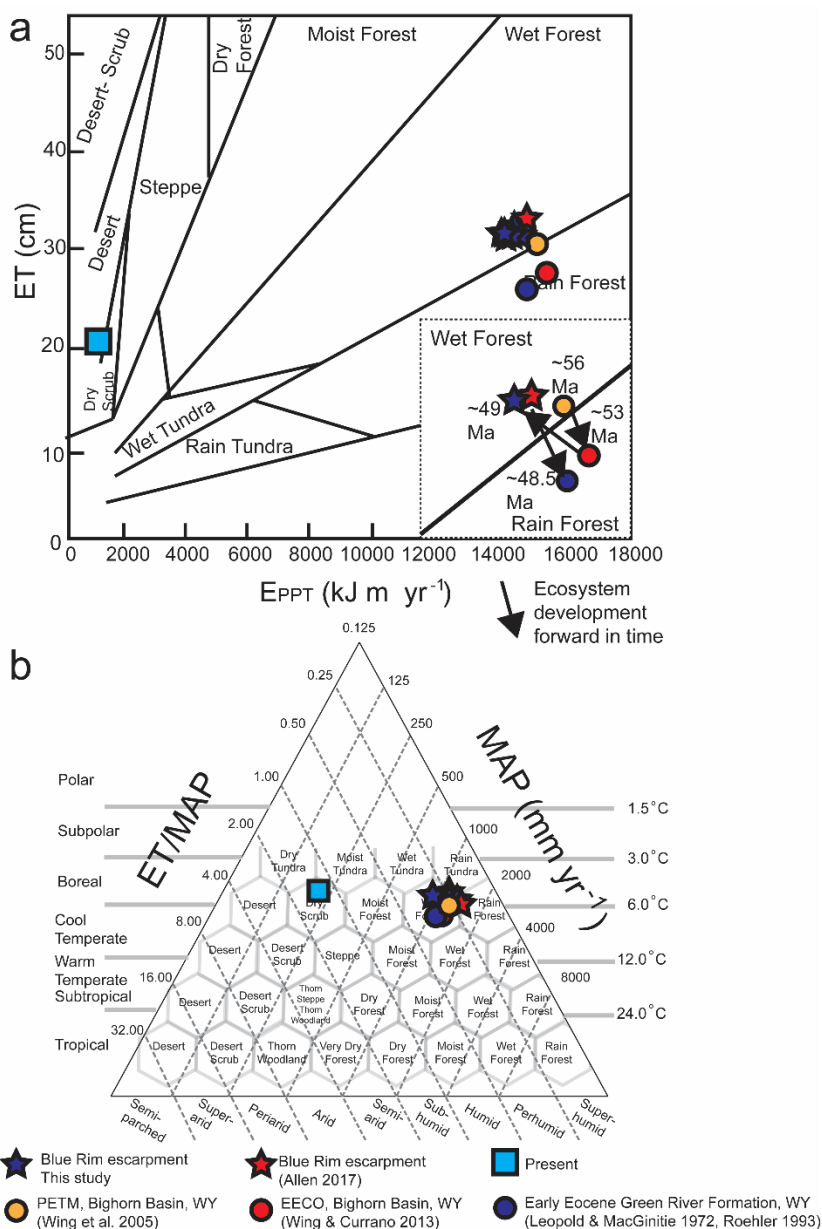 a
50
40
30
20
10
0
ET (cm)
Desert- Scrub
Dry
Forest
Moist Forest
Wet Forest
Steppe
Desert
Dry
Scrub
Rain Forest
Wet Tundra
Rain Tundra
Wet Forest
~56
Ma
~49
Ma
~53
Ma
~48.5
Ma
Rain Forest
0 2000 4000 6000 8000 10000 12000 14000 16000 18000
EPPT (kJ m yr-1)
Ecosystem
development
forward in time
b
0.125
0.25
125
0.50
250
1.00
500
2.00
1000
4.00
2000
8.00
4000
16.00
8000
32.00
ET/MAP
MAP (mm yr-1)
Polar
Subpolar
Boreal
Cool
Temperate
Warm
Temperate
Subtropical
Tropical
1.5°C
3.0°C
6.0°C
12.0°C
24.0°C
Dry
Tundra
Moist
Tundra
Wet
Tundra
Rain
Tundra
Desert
Dry
Scrub
Moist
Forest
Rain
Forest
Desert
Desert
Scrub
Steppe
Moist
Forest
Wet
Forest
Rain
Forest
Desert
Desert
Scrub
Thorn
Steppe
Thorn
Woodland
Dry
Forest
Moist
Forest
Wet
Forest
Rain
Forest
Desert
Desert
Scrub
Thorn
Woodland
Very Dry
Forest
Dry
Forest
Moist
Forest
Wet
Forest
Rain
Forest
Semi-
parched
Super-
arid
Periarid
Arid
Semi-
arid
Sub-
humid
Humid
Perhumid
Super-
humid
Blue Rim escarpment
This study
Blue Rim escarpment
(Allen 2017)
Present
PETM, Bighorn Basin, WY
(Wing et al. 2005)
EECO, Bighorn Basin, WY
(Wing & Currano 2013)
Early Eocene Green River Formation, WY
(Leopold & MacGinitie 1972, Roehler 1993)